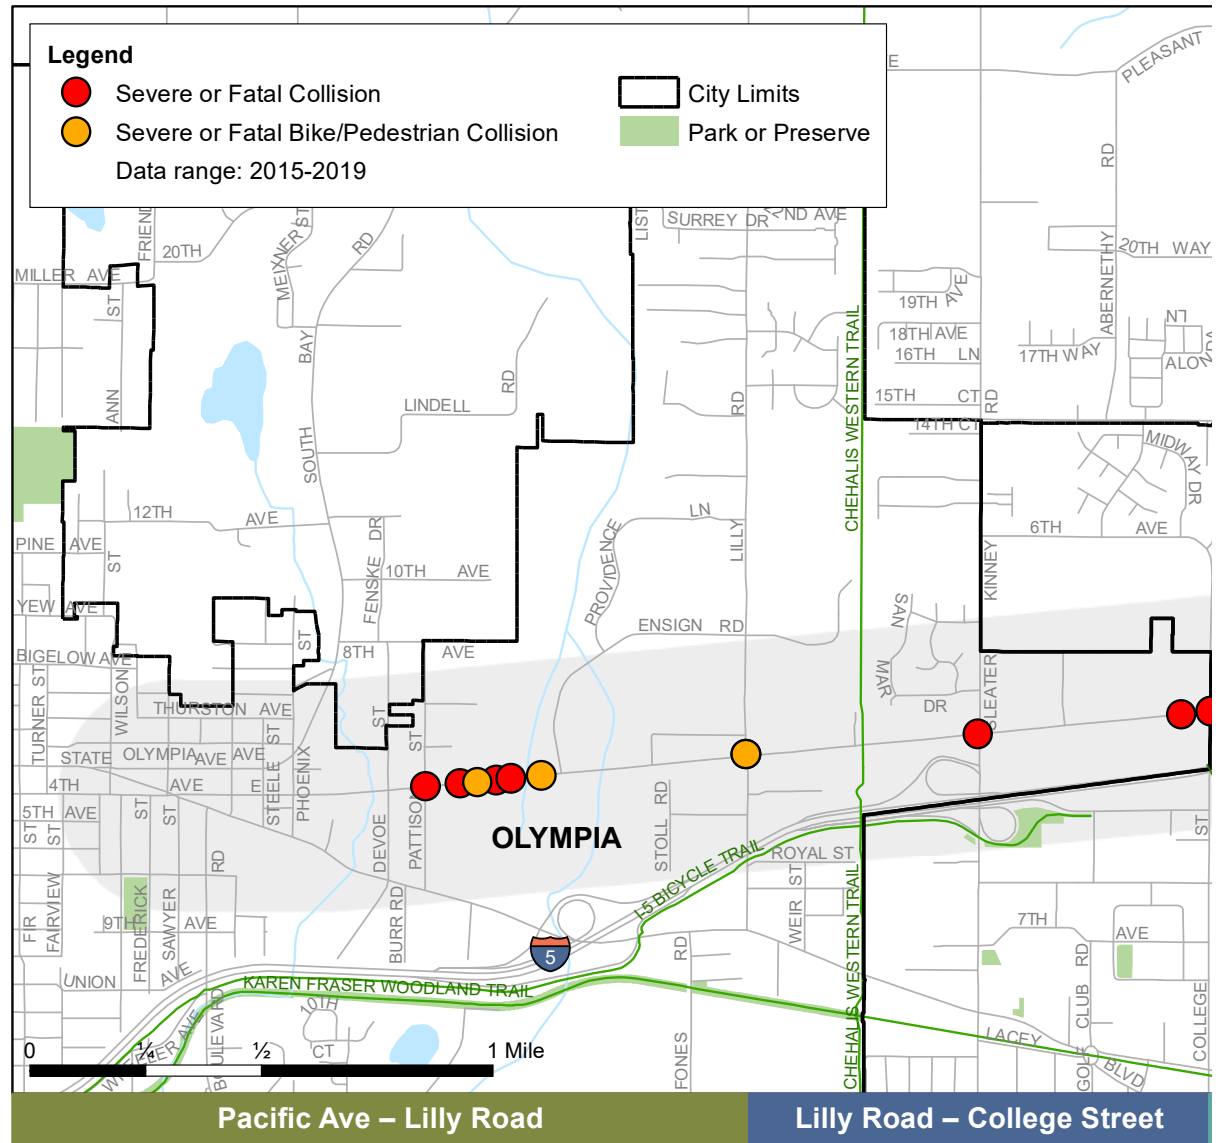 Legend
Severe or Fatal Collision
Severe or Fatal Bike/Pedestrian Collision
Data range: 2015-2019
City Limits
Park or Preserve
E
PLEASANT
RD
ABERNETHY
20TH WAY
SURREY DR
ND AVE
20TH
MEIXNER ST
RD
MILLER AVE
ST
ANN
BAY
SOUTH
LINDELL
RD
RD
LILLY
CHEHALIS WESTERN TRAIL
19TH AVE
18TH AVE
16TH LN
17TH WAY
LN
15TH CT
RD
14TH CT
MIDWAY DR
6TH AVE
KINNEY
12TH AVE
PINE AVE
ST
YEW AVE
FENSKE DR
10TH AVE
PROVIDENCE LN
ENSIGN RD
8TH AVE
ST
BIGELOW AVE
TURNER ST
WILSON
THURSTON AVE
STATE
OLYMPIA AVE
AVE
STEELE ST
PHOENIX
4TH AVE E
5TH AVE
ST
ST
ST
ST
RD
DEVOE
ST
PATTISON
ST
SAN
MAR
DR
SLEATER
OLYMPIA
STOLL RD
I-5 BICYCLE TRAIL
ROYAL ST
WEIR ST
CHEHALIS WESTERN TRAIL
ST
COLLEGE
FIR
FAIRVIEW
9TH AVE
FREDERICK
SAWYER
BURR RD
5
RD
FONES
7TH AVE
CLUB RD
GOLF
UNION AVE
KAREN FRASER WOODLAND TRAIL
10TH
CT
WHEELER AVE
BOULEVARD
LACEY BLVD
0
¼
½
1 Mile
Pacific Ave – Lilly Road
Lilly Road – College Street